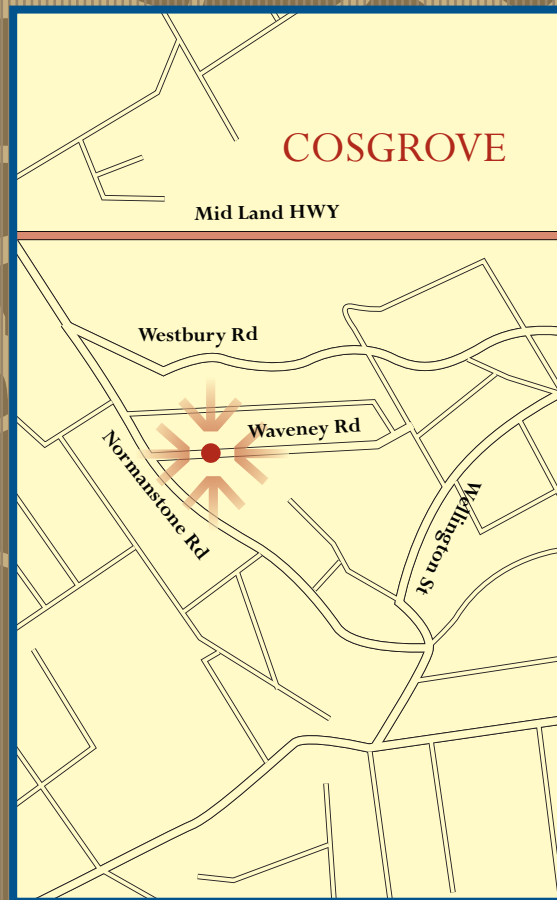 COSGROVE
Mid Land HWY
Westbury Rd
Waveney Rd
Normanstone Rd
Wellington St